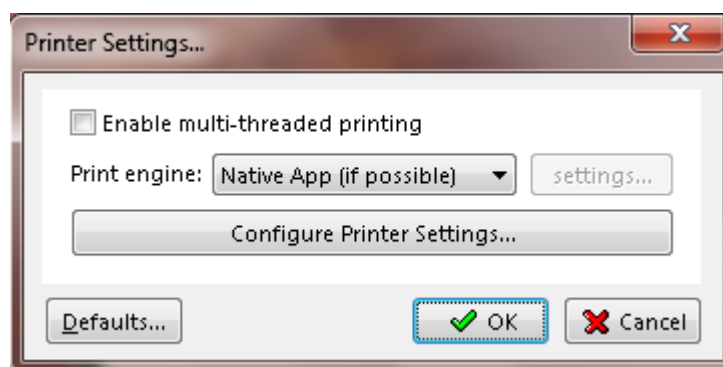 Printer Settings...
Enable multi-threaded printing
Print engine: Native App (if possible) settings...
Configure Printer Settings...
Defaults... OK Cancel